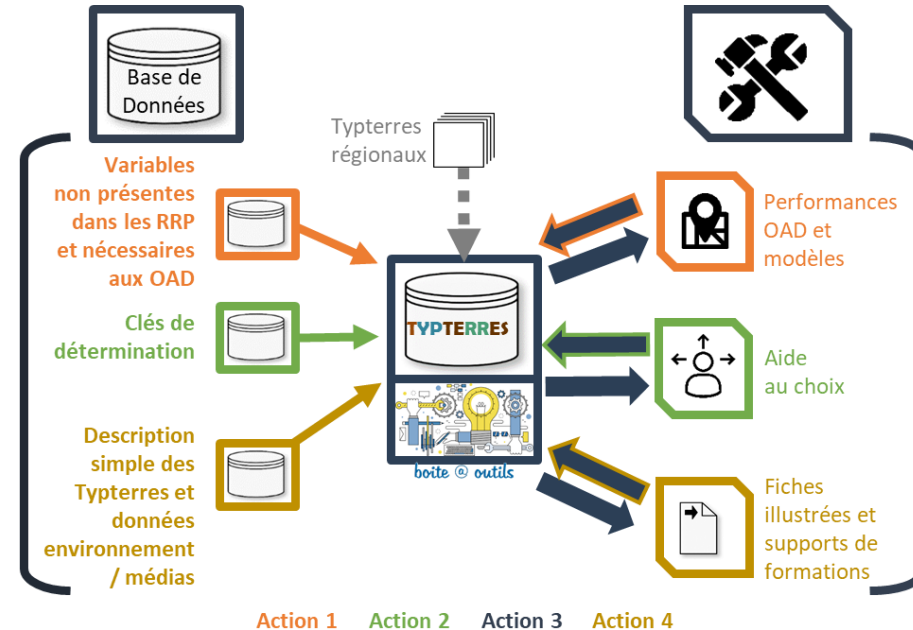 Base de
Données
Typterres
régionaux
Variables
non présentes
dans les RRP
et nécessaires
aux OAD
Clés de
détermination
Description
simple des
Typterres et
données
environnement
/ médias
TYPTERRES
boîte @ outils
Performances
OAD et
modèles
Aide
au choix
Fiches
illustrées et
supports de
formations
Action 1 Action 2 Action 3 Action 4